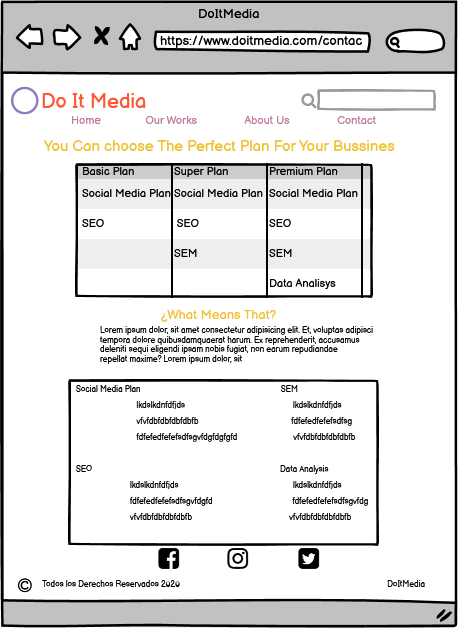 DoItMedia
https://www.doitmedia.com/contac
Do It Media
Home Our Works About Us Contact
You Can choose The Perfect Plan For Your Bussines
Basic Plan Super Plan Premium Plan
Social Media Plan Social Media Plan Social Media Plan
SEO SEO SEO
SEM SEM
Data Analisys
¿What Means That?
Lorem ipsum dolor, sit amet consectetur adipisicing elit. Et, voluptas adipisci
tempora dolore quibusdamquaerat harum. Ex reprehenderit, accusamus
deleniti sequi eligendi ipsam nobis fugiat, non earum repudiandae
repellat maxime? Lorem ipsum dolor, sit
Social Media Plan SEM
lkdslkdnfdfjds lkdslkdnfdfjds
vfvfdbfdbfdbfdbfb fdfefedfefefsdfsg
fdfefedfefefsdfsgvfdgfdgfgfd vfvfdbfdbfdbfdbfb
SEO Data Analysis
lkdslkdnfdfjds lkdslkdnfdfjds
fdfefedfefefsdfsgvfdgfd fdfefedfefefsdfsgvfdg
vfvfdbfdbfdbfdbfb vfvfdbfdbfdbfdbfb
© Todos los Derechos Reservados 2020 DoItMedia